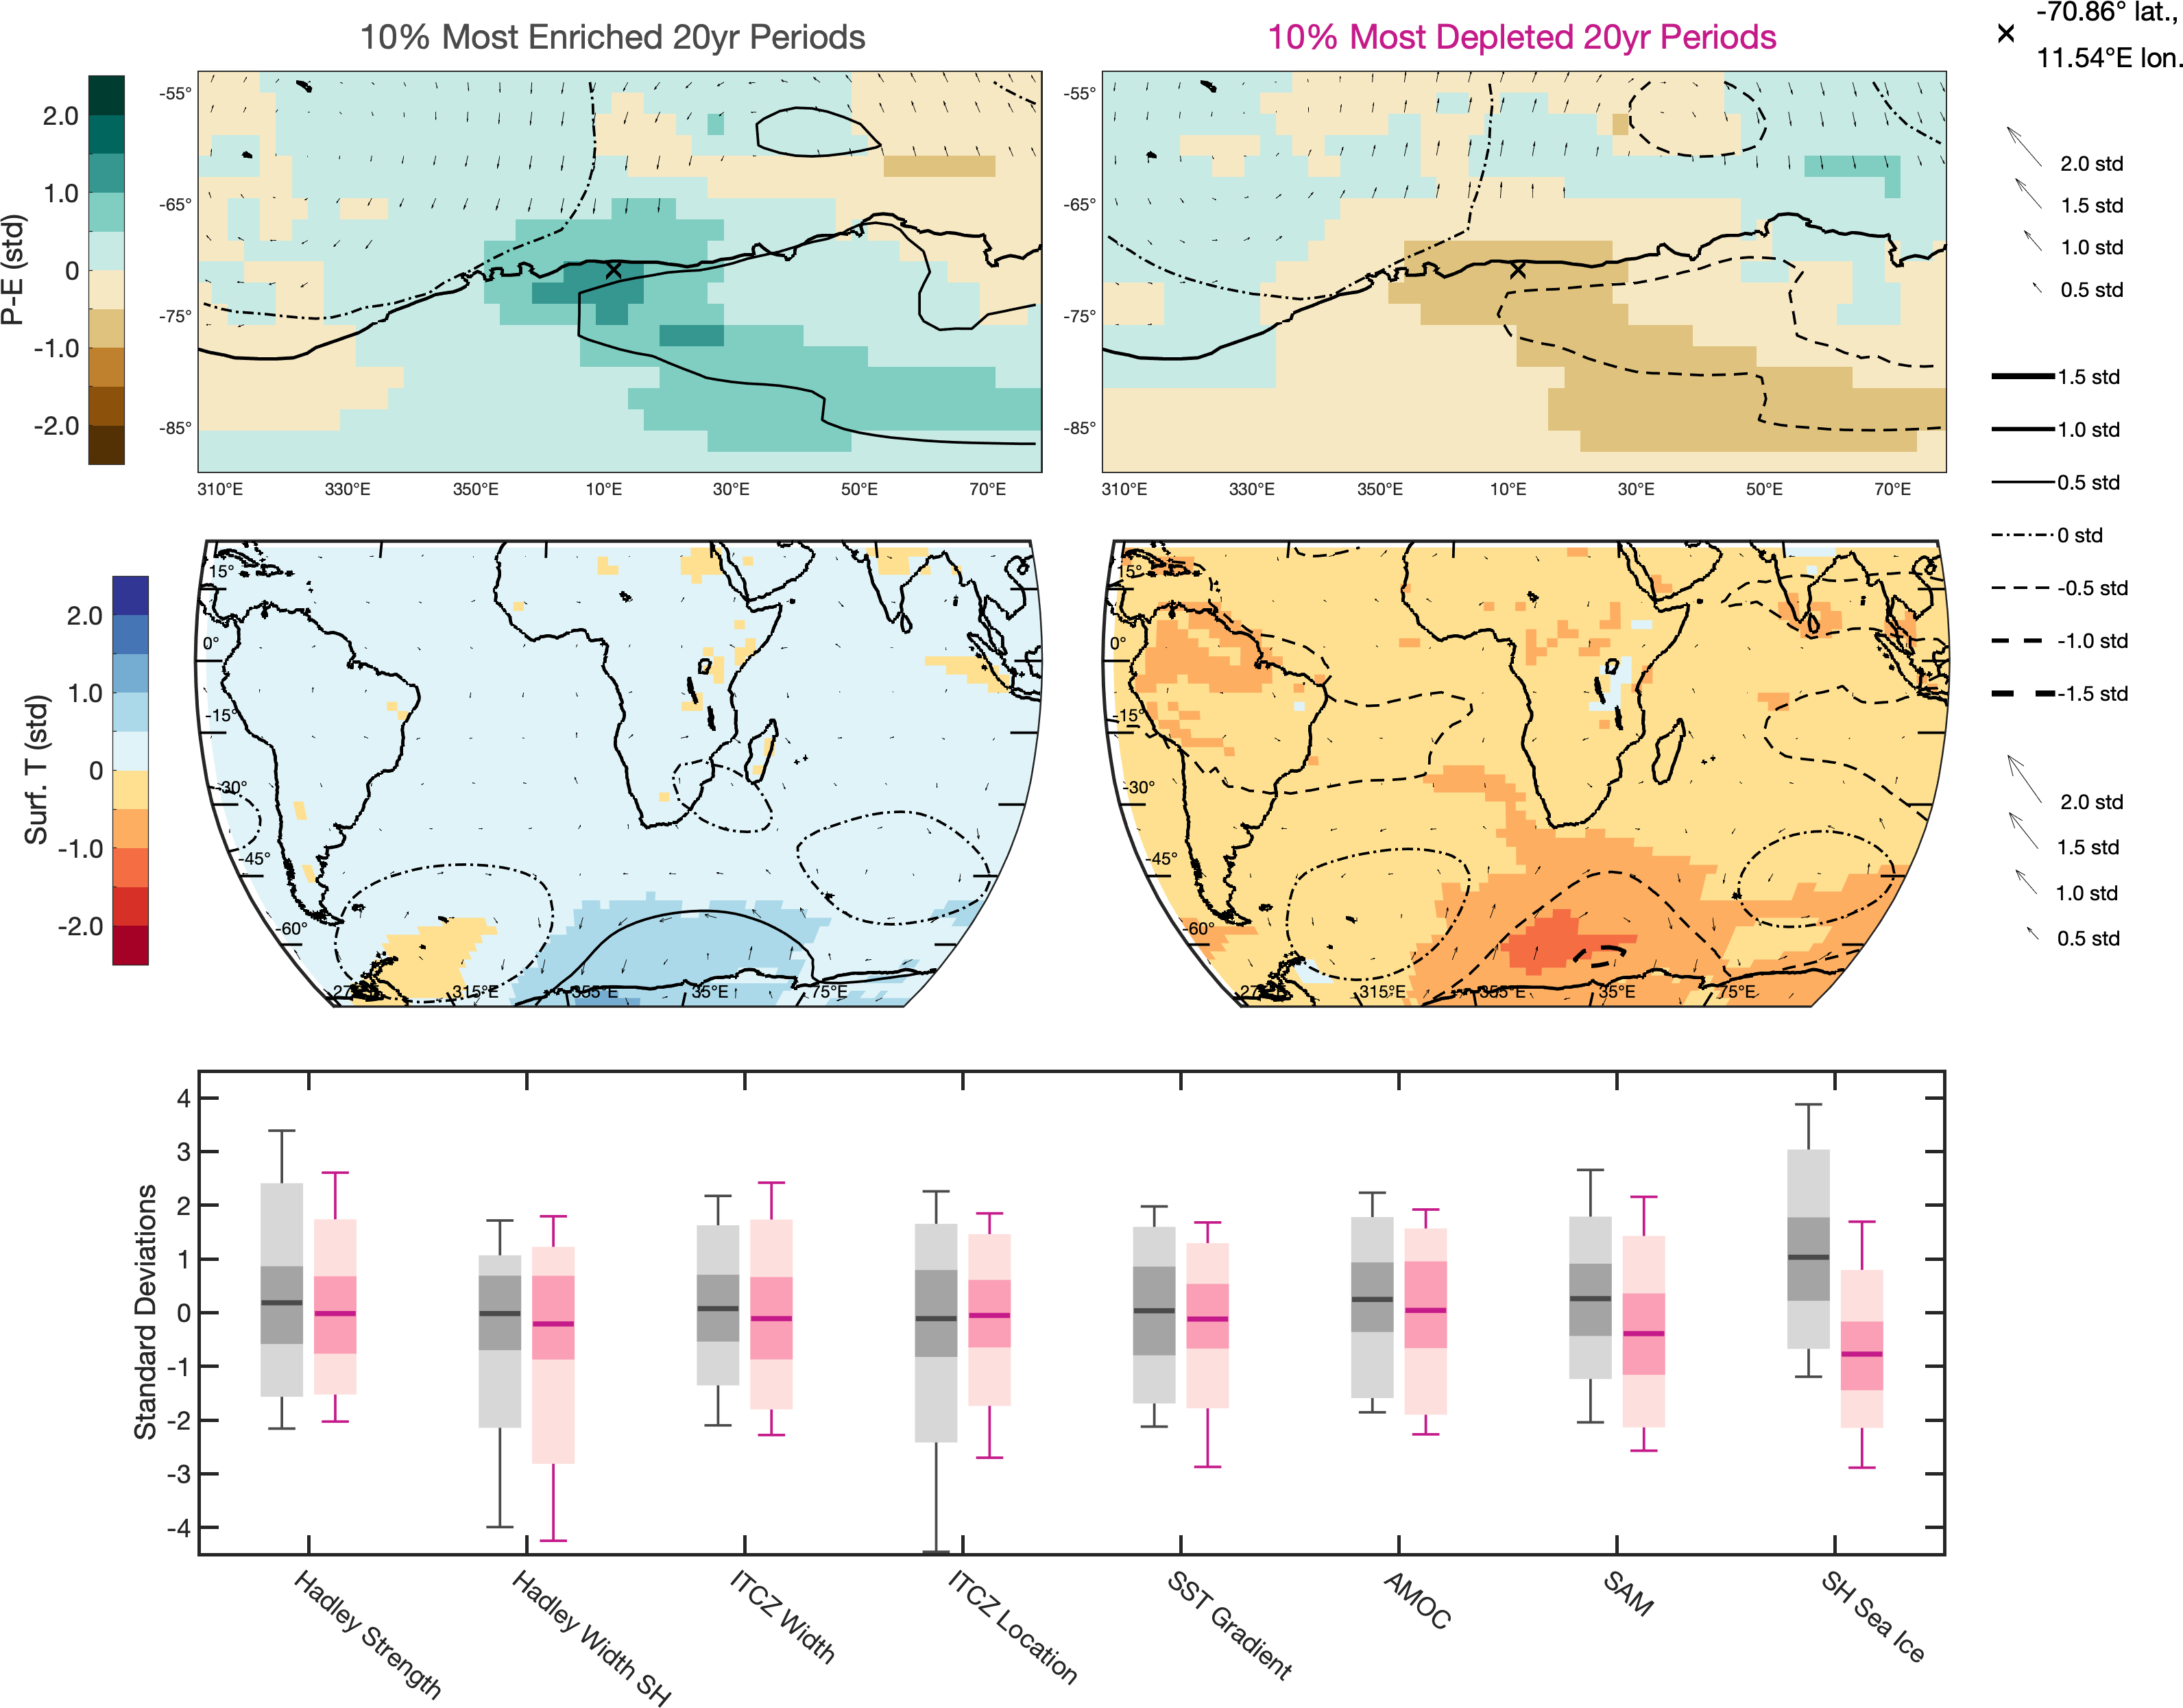 10% Most Enriched 20yr Periods
10% Most Depleted 20yr Periods
-70.86° lat.,
11.54°E lon.
P-E (std)
2.0
1.0
0
-1.0
-2.0
-55°
-65°
-75°
-85°
310°E 330°E 350°E 10°E 30°E 50°E 70°E
-55°
-65°
-75°
-85°
310°E 330°E 350°E 10°E 30°E 50°E 70°E
2.0 std
1.5 std
1.0 std
0.5 std
1.5 std
1.0 std
0.5 std
0 std
-0.5 std
-1.0 std
-1.5 std
2.0 std
1.5 std
1.0 std
0.5 std
Surf. T (std)
2.0
1.0
0
-1.0
-2.0
15°
0°
-15°
-30°
-45°
-60°
315°E 355°E 35°E 75°E
15°
0°
-15°
-30°
-45°
-60°
315°E 355°E 35°E 75°E
Standard Deviations
4
3
2
1
0
-1
-2
-3
-4
Hadley Strength
Hadley Width SH
ITCZ Width
ITCZ Location
SST Gradient
AMOC
SAM
SH Sea Ice